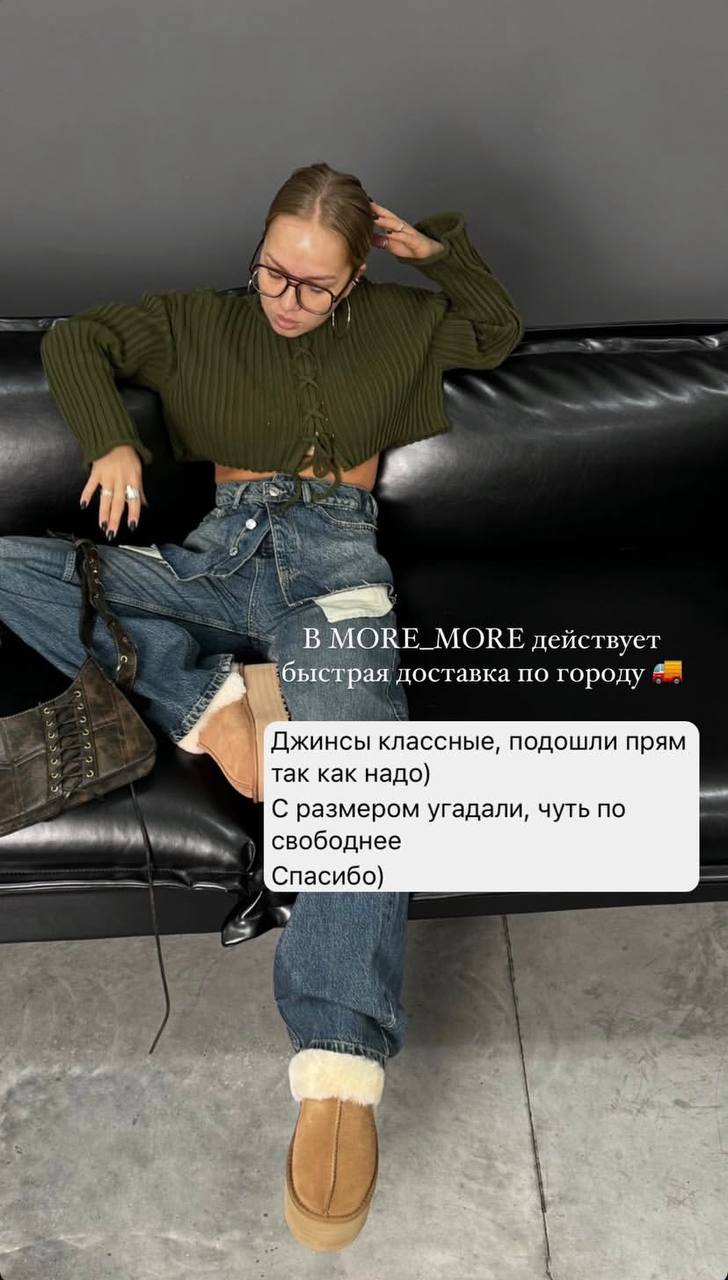 В MORE_MORE действует
быстрая доставка по городу 🚚
Джинсы классные, подошли прям
так как надо)
С размером угадали, чуть по
свободнее
Спасибо)